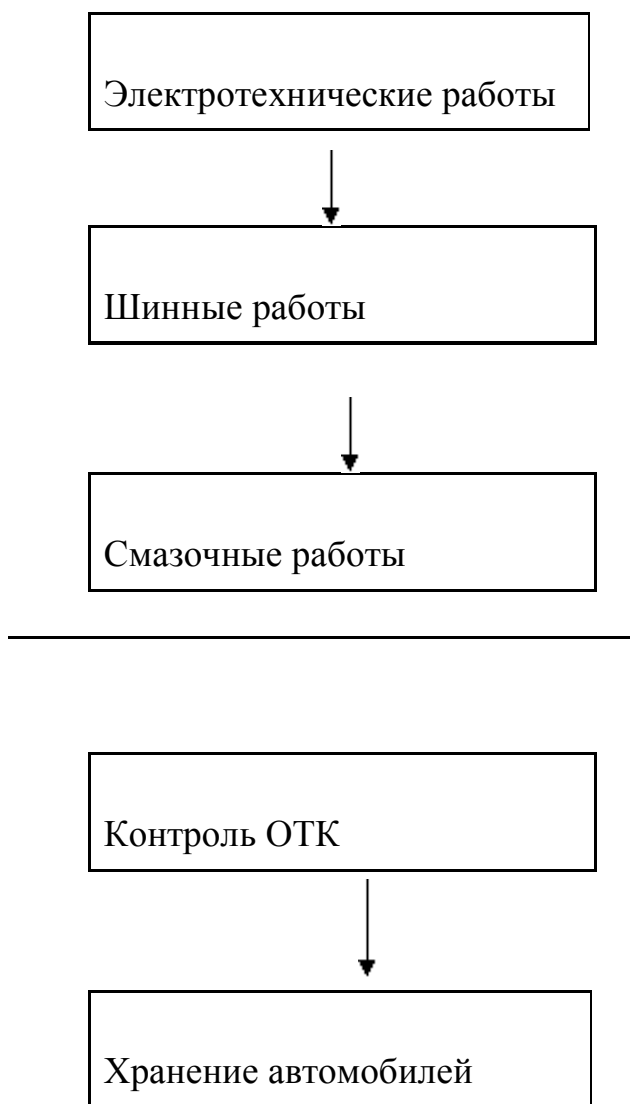 Электротехнические работы
Шинные работы
Смазочные работы
Контроль ОТК
Хранение автомобилей